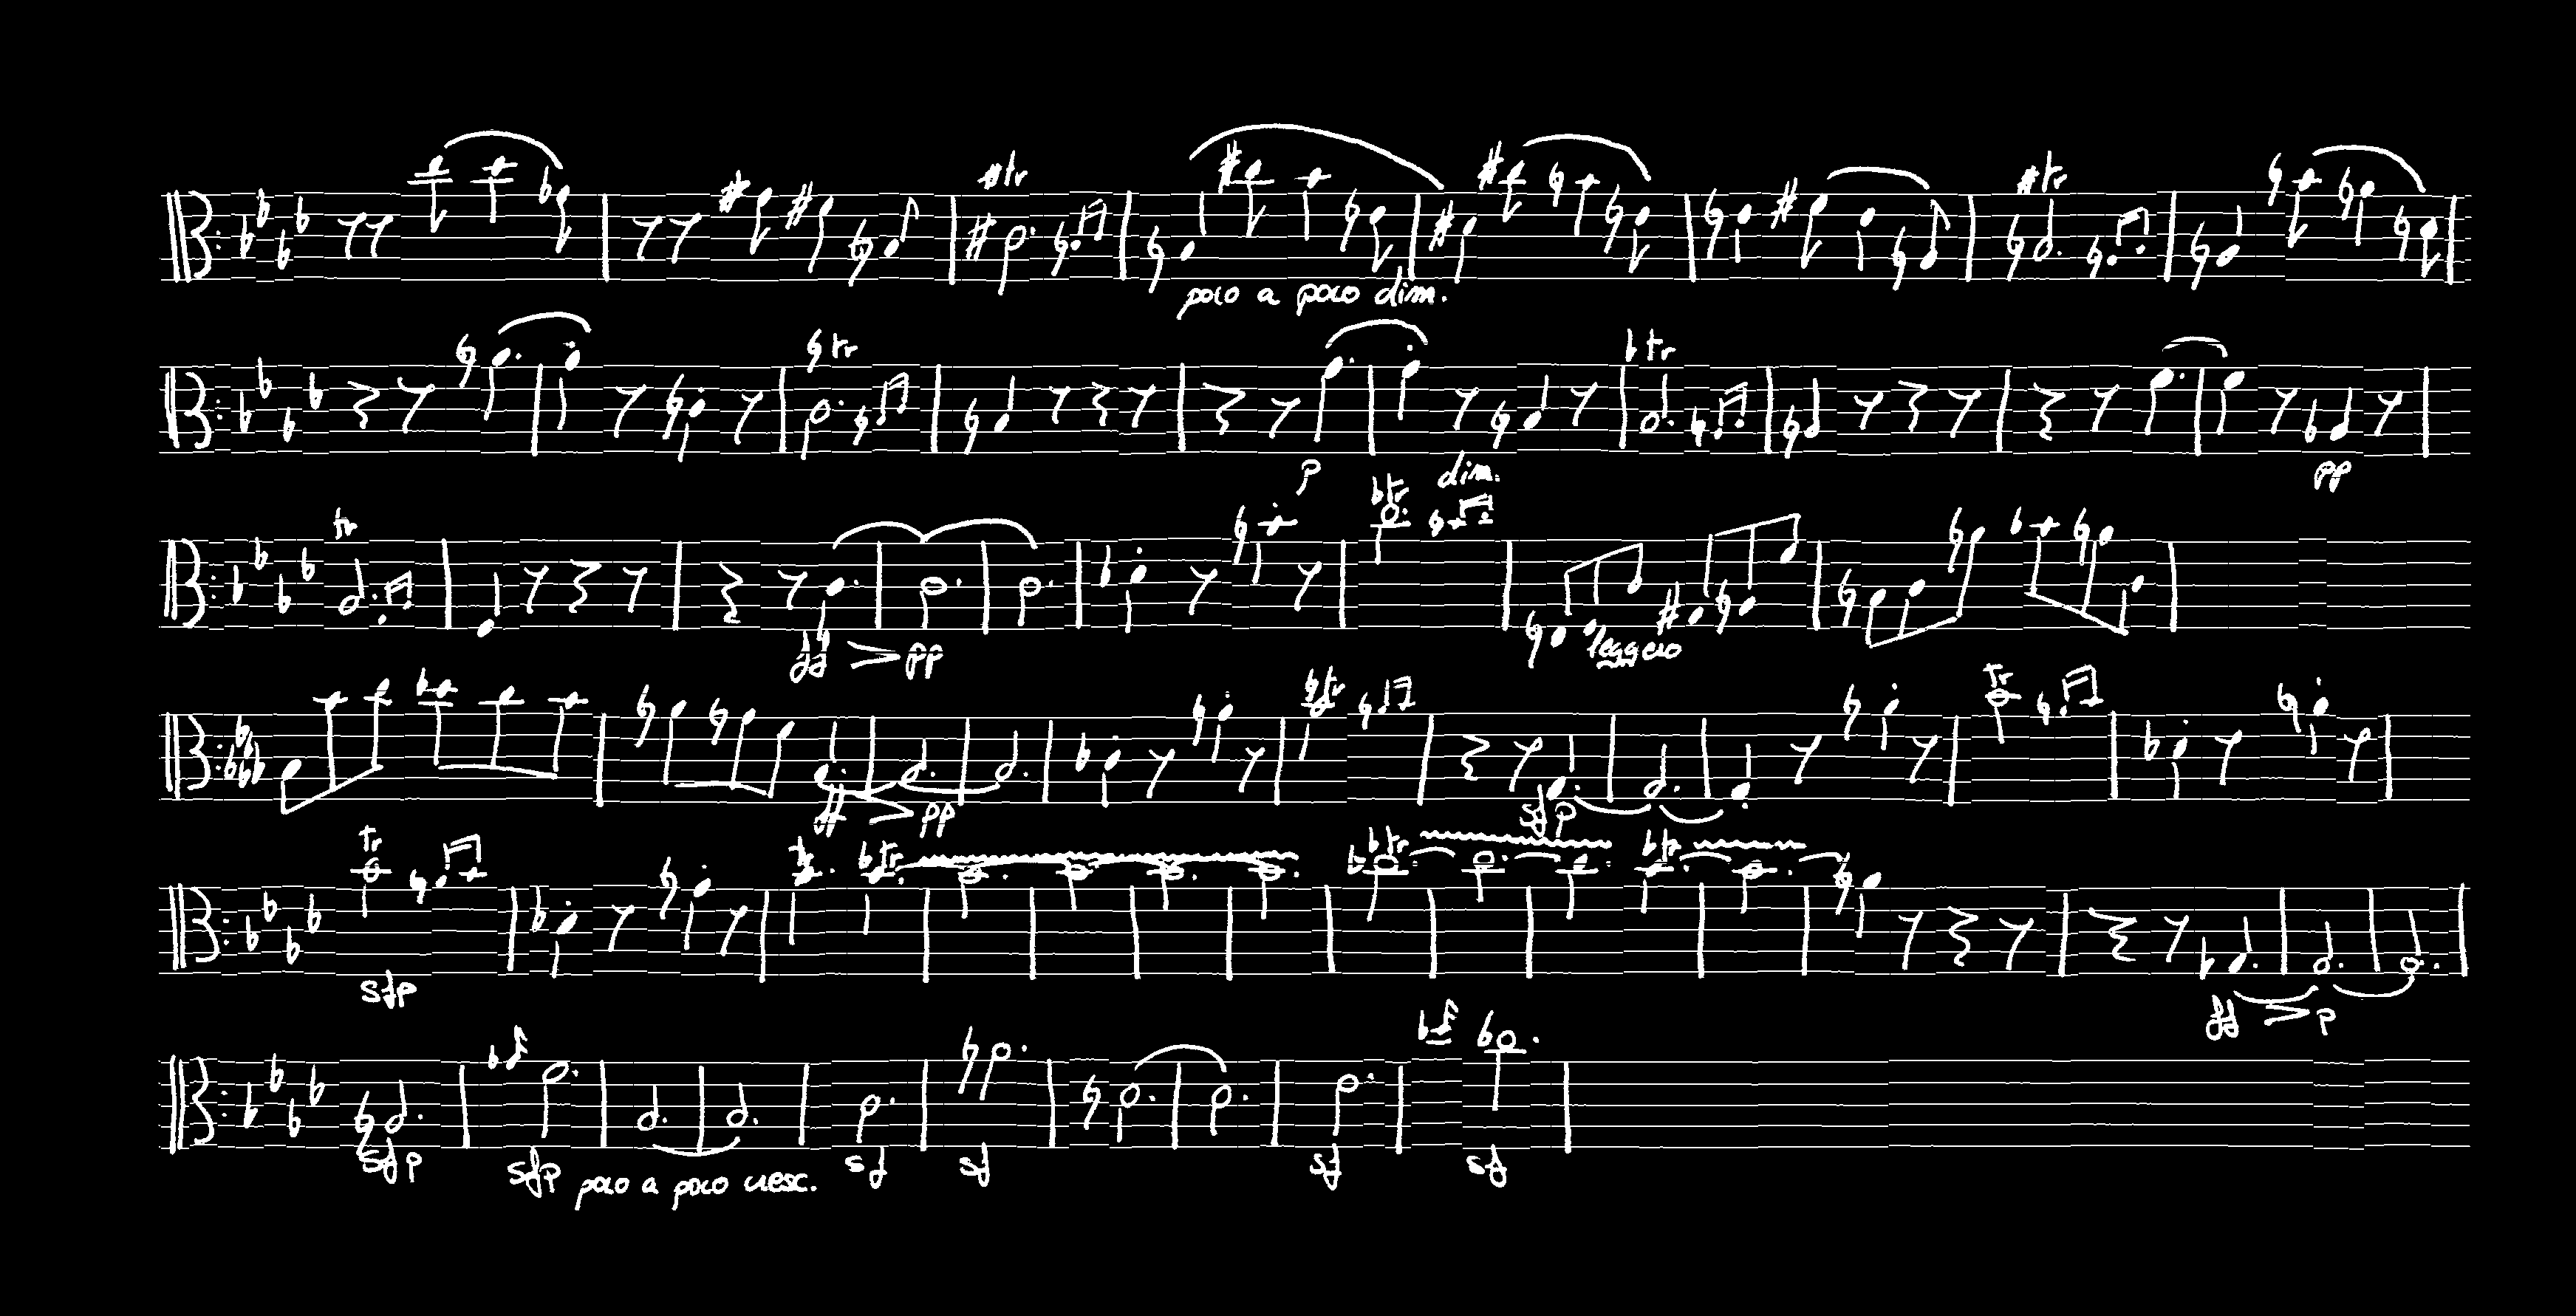 tr tr
poco a poco dim.
tr tr
p dim. pp
tr tr
ff pp leggero
tr tr
ff pp sfp
tr tr tr tr tr
sfp ff p
sfp sfp poco a poco cresc. sf sf sf sf